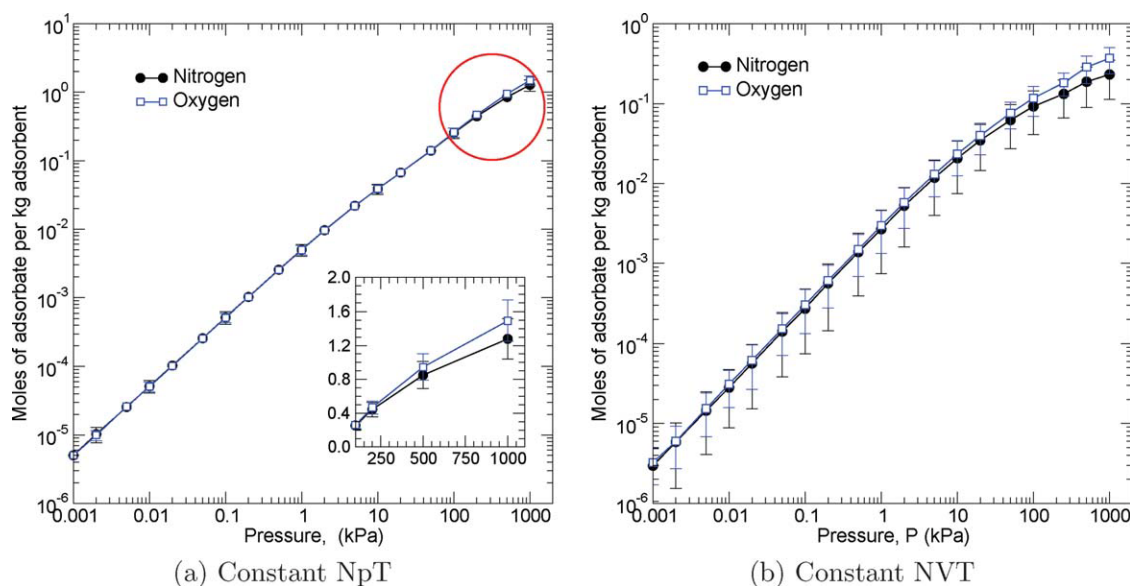 Moles of adsorbate per kg adsorbent
10^1
10^0
10^-1
10^-2
10^-3
10^-4
10^-5
10^-6
Nitrogen
Oxygen
2.0
1.6
1.2
0.8
0.4
0.0
250 500 750 1000
0.001 0.01 0.1 1 10 100 1000
Pressure, (kPa)
(a) Constant NpT
Moles of adsorbate per kg adsorbent
10^0
10^-1
10^-2
10^-3
10^-4
10^-5
10^-6
Nitrogen
Oxygen
0.001 0.01 0.1 1 10 100 1000
Pressure, P (kPa)
(b) Constant NVT